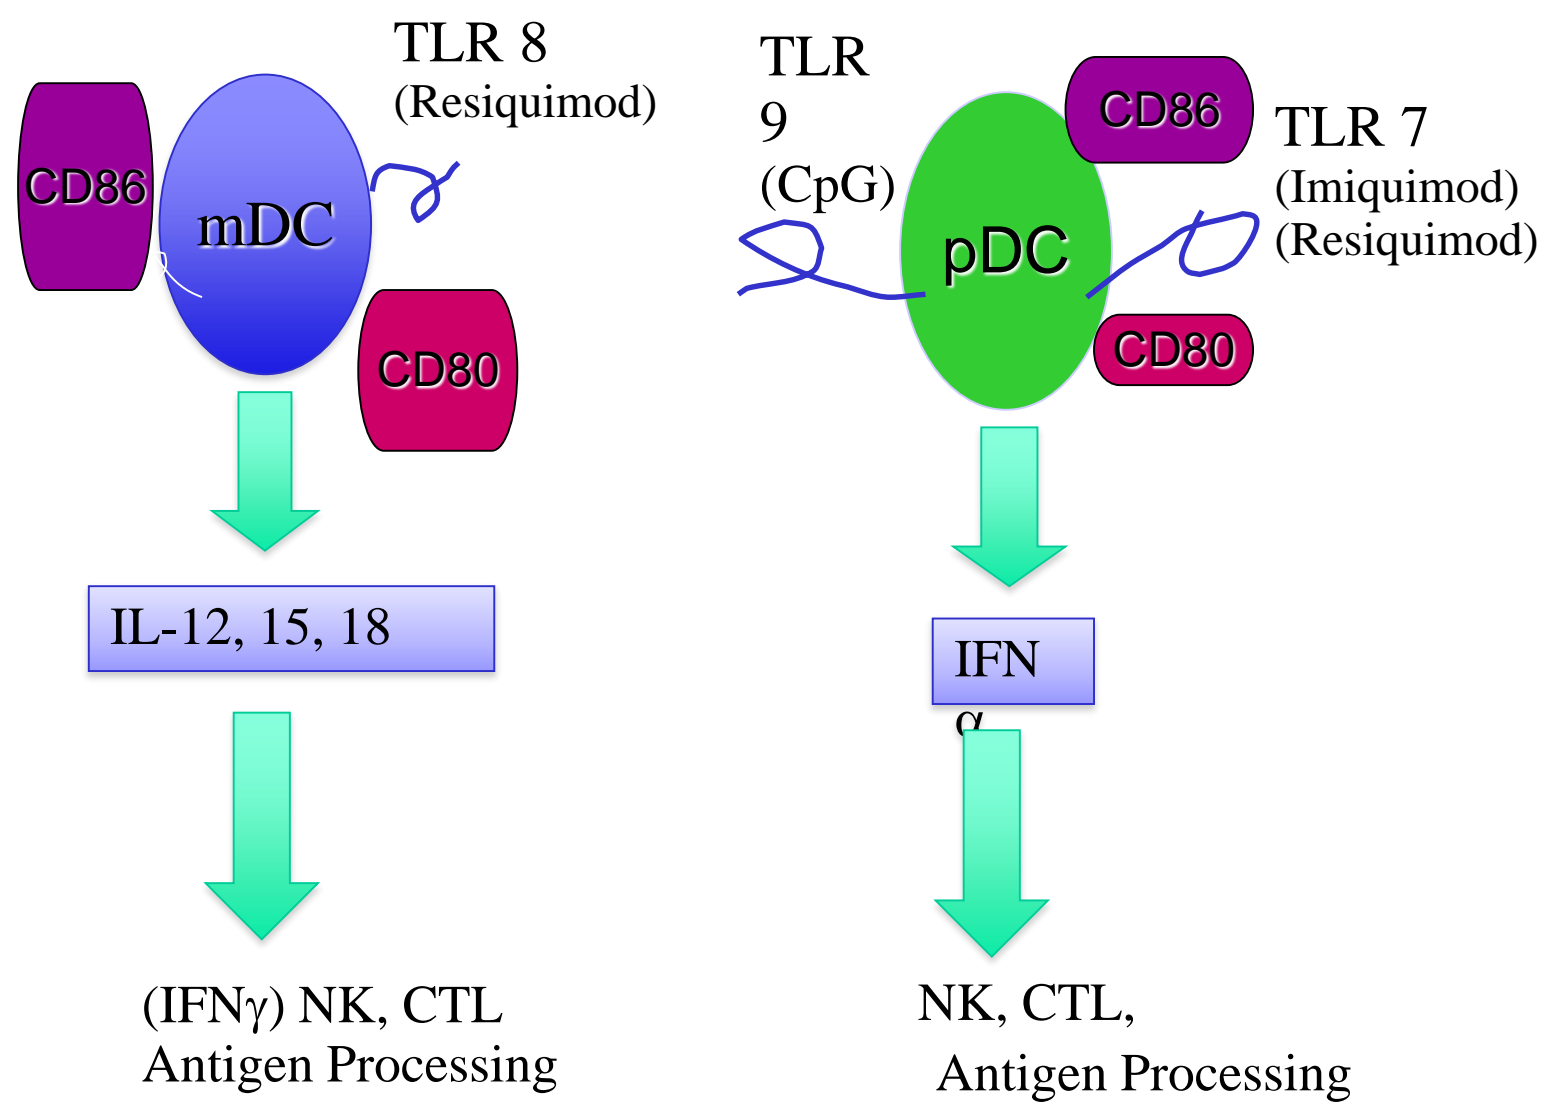 TLR 8
(Resiquimod)
CD86
mDC
CD80
IL-12, 15, 18
(IFNγ) NK, CTL
Antigen Processing
TLR
9
(CpG)
pDC
CD86
TLR 7
(Imiquimod)
(Resiquimod)
CD80
IFN
α
NK, CTL,
Antigen Processing